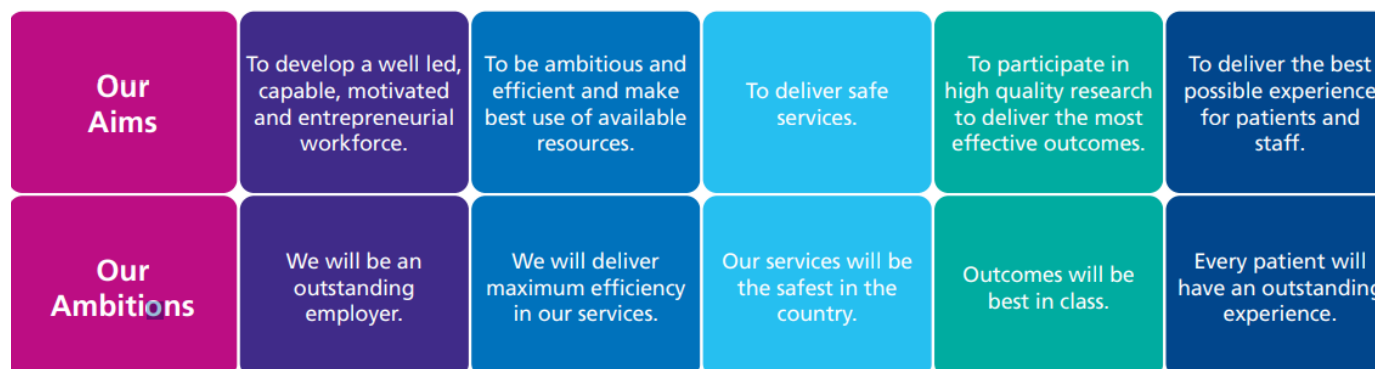 Our
Aims
To develop a well led,
capable, motivated
and entrepreneurial
workforce.
To be ambitious and
efficient and make
best use of available
resources.
To deliver safe
services.
To participate in
high quality research
to deliver the most
effective outcomes.
To deliver the best
possible experience
for patients and
staff.
Our
Ambitions
We will be an
outstanding
employer.
We will deliver
maximum efficiency
in our services.
Our services will be
the safest in the
country.
Outcomes will be
best in class.
Every patient will
have an outstanding
experience.